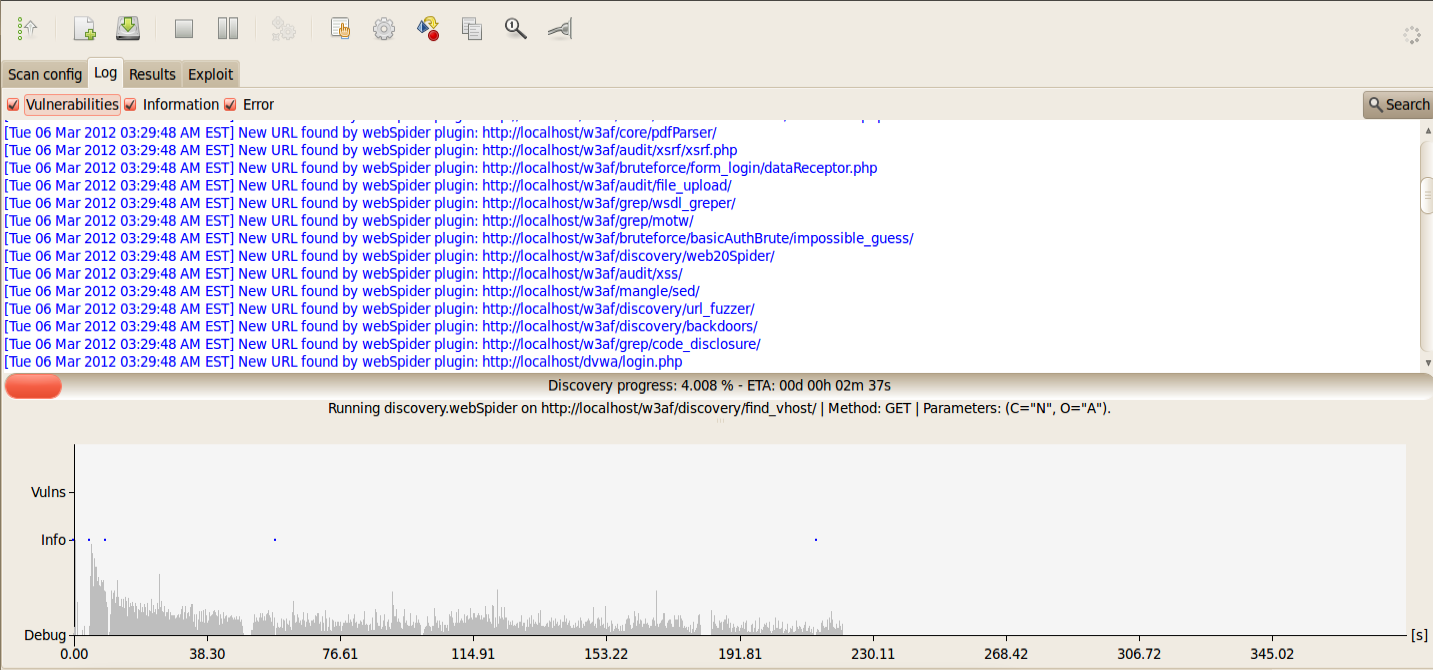 Scan config Log Results Exploit
Vulnerabilities Information Error Search
[Tue 06 Mar 2012 03:29:48 AM EST] New URL found by webSpider plugin: http://localhost/w3af/core/pdfParser/
[Tue 06 Mar 2012 03:29:48 AM EST] New URL found by webSpider plugin: http://localhost/w3af/audit/xsrf/xsrf.php
[Tue 06 Mar 2012 03:29:48 AM EST] New URL found by webSpider plugin: http://localhost/w3af/bruteforce/form_login/dataReceptor.php
[Tue 06 Mar 2012 03:29:48 AM EST] New URL found by webSpider plugin: http://localhost/w3af/audit/file_upload/
[Tue 06 Mar 2012 03:29:48 AM EST] New URL found by webSpider plugin: http://localhost/w3af/grep/wsdl_greper/
[Tue 06 Mar 2012 03:29:48 AM EST] New URL found by webSpider plugin: http://localhost/w3af/grep/motw/
[Tue 06 Mar 2012 03:29:48 AM EST] New URL found by webSpider plugin: http://localhost/w3af/bruteforce/basicAuthBrute/impossible_guess/
[Tue 06 Mar 2012 03:29:48 AM EST] New URL found by webSpider plugin: http://localhost/w3af/discovery/web20Spider/
[Tue 06 Mar 2012 03:29:48 AM EST] New URL found by webSpider plugin: http://localhost/w3af/audit/xss/
[Tue 06 Mar 2012 03:29:48 AM EST] New URL found by webSpider plugin: http://localhost/w3af/mangle/sed/
[Tue 06 Mar 2012 03:29:48 AM EST] New URL found by webSpider plugin: http://localhost/w3af/discovery/url_fuzzer/
[Tue 06 Mar 2012 03:29:48 AM EST] New URL found by webSpider plugin: http://localhost/w3af/discovery/backdoors/
[Tue 06 Mar 2012 03:29:48 AM EST] New URL found by webSpider plugin: http://localhost/w3af/grep/code_disclosure/
[Tue 06 Mar 2012 03:29:48 AM EST] New URL found by webSpider plugin: http://localhost/dvwa/login.php
Discovery progress: 4.008 % - ETA: 00d 00h 02m 37s
Running discovery.webSpider on http://localhost/w3af/discovery/find_vhost/ | Method: GET | Parameters: (C="N", O="A").
Vulns
Info
Debug
[s]
0.00 38.30 76.61 114.91 153.22 191.81 230.11 268.42 306.72 345.02